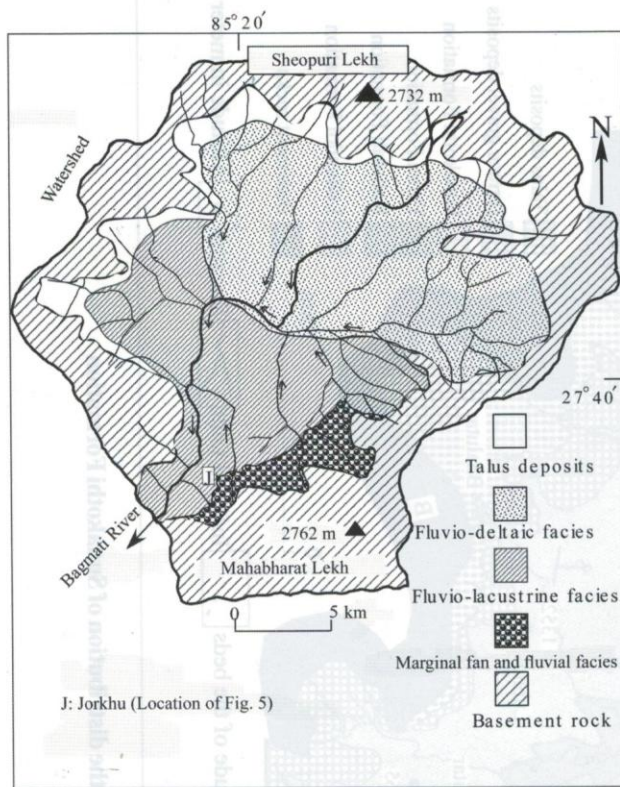 85° 20′
Sheopuri Lekh
2732 m
Watershed
N
27° 40′
Talus deposits
Fluvio-deltaic facies
Fluvio-lacustrine facies
Marginal fan and fluvial facies
Basement rock
J
Bagmati River
2762 m
Mahabharat Lekh
0 5 km
J: Jorkhu (Location of Fig. 5)